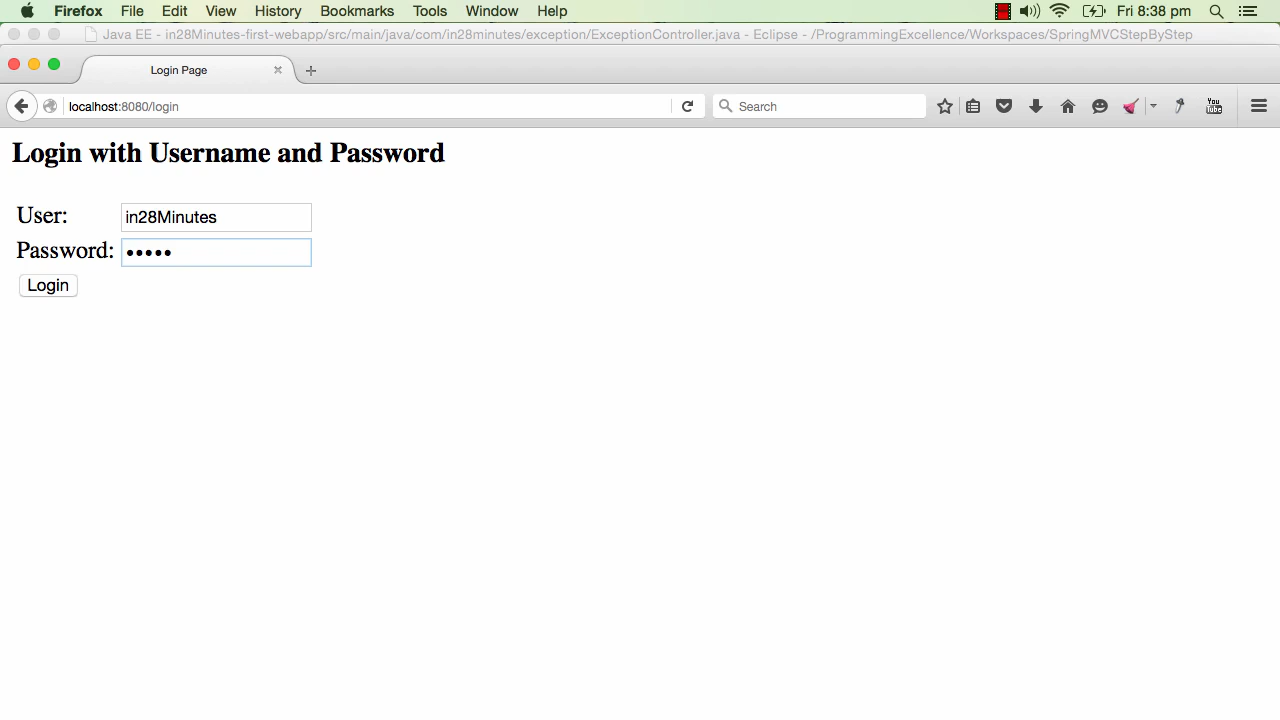 Firefox File Edit View History Bookmarks Tools Window Help Fri 8:38 pm
Java EE - in28Minutes-first-webapp/src/main/java/com/in28minutes/exception/ExceptionController.java - Eclipse - /ProgrammingExcellence/Workspaces/SpringMVCStepByStep
Login Page
localhost:8080/login Search You Tube
Login with Username and Password
User: in28Minutes
Password: •••••
Login